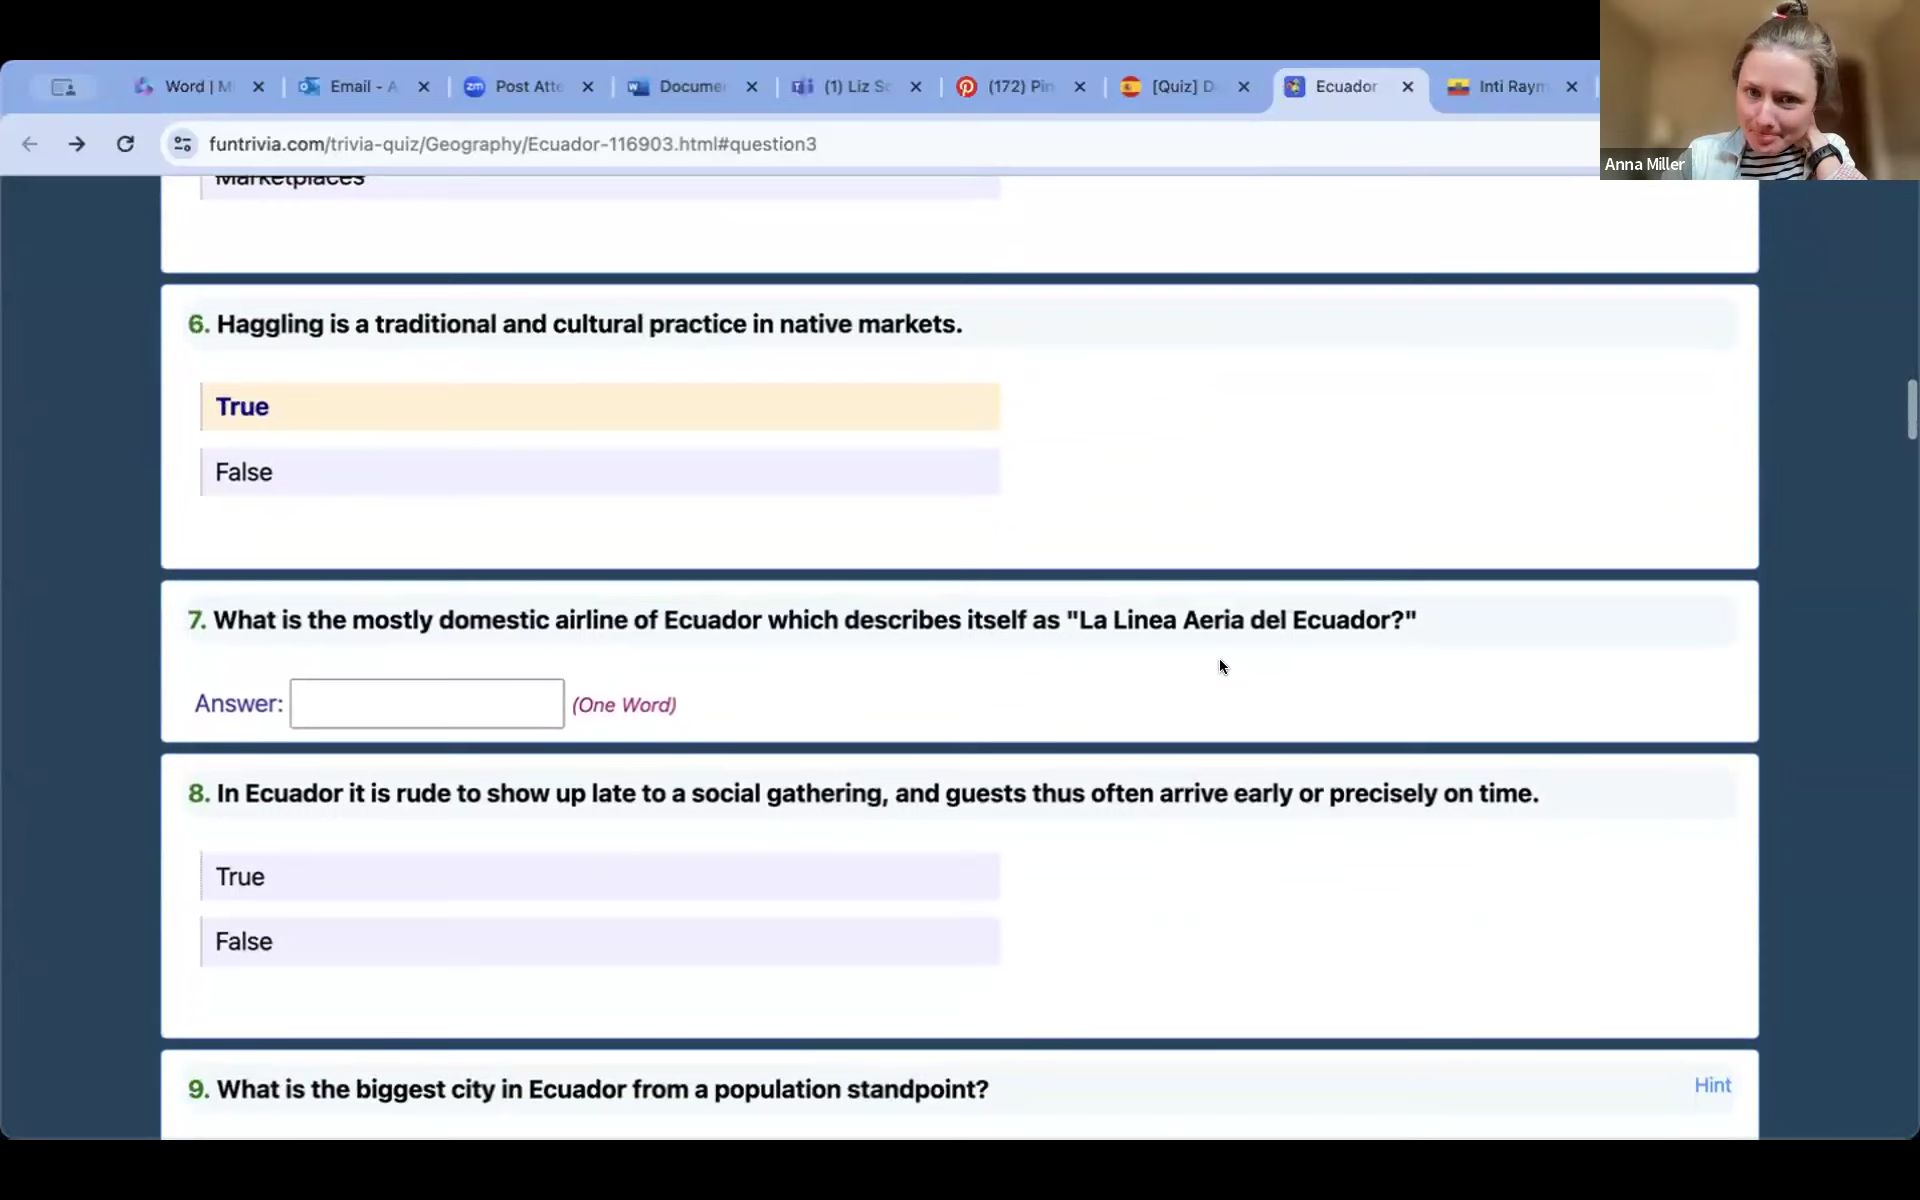 Word | M
Email - A
Post Atte
Documen
(1) Liz Sc
(172) Pin
[Quiz] D
Ecuador
Inti Raym
Anna Miller
funtrivia.com/trivia-quiz/Geography/Ecuador-116903.html#question3
Marketplaces
6. Haggling is a traditional and cultural practice in native markets.
True
False
7. What is the mostly domestic airline of Ecuador which describes itself as "La Linea Aeria del Ecuador?"
Answer: (One Word)
8. In Ecuador it is rude to show up late to a social gathering, and guests thus often arrive early or precisely on time.
True
False
9. What is the biggest city in Ecuador from a population standpoint?
Hint